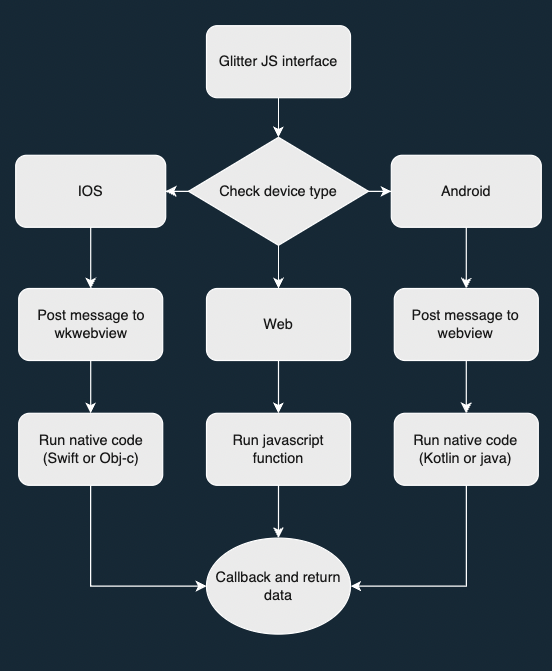 Glitter JS interface
IOS
Check device type
Android
Post message to
wkwebview
Web
Post message to
webview
Run native code
(Swift or Obj-c)
Run javascript
function
Run native code
(Kotlin or java)
Callback and return
data